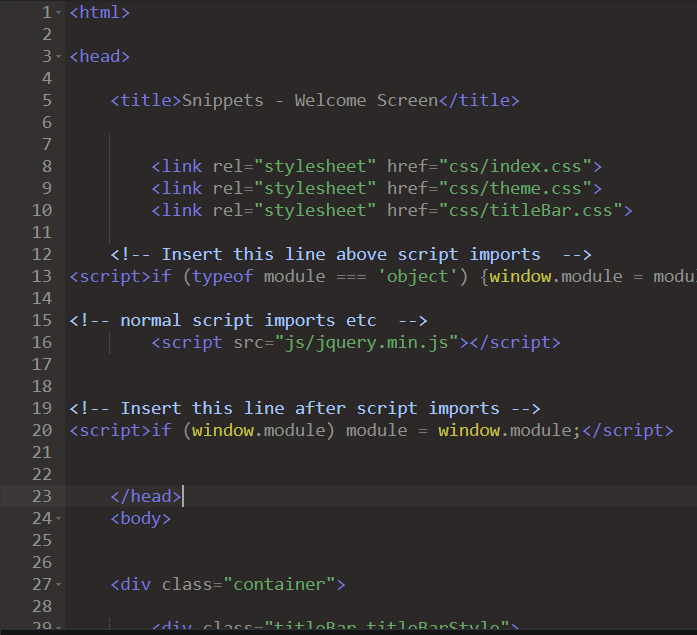 1 <html>
2
3 <head>
4
5 <title>Snippets - Welcome Screen</title>
6
7
8 <link rel="stylesheet" href="css/index.css">
9 <link rel="stylesheet" href="css/theme.css">
10 <link rel="stylesheet" href="css/titleBar.css">
11
12 <!-- Insert this line above script imports  -->
13 <script>if (typeof module === 'object') {window.module = modu
14
15 <!-- normal script imports etc  -->
16 <script src="js/jquery.min.js"></script>
17
18
19 <!-- Insert this line after script imports -->
20 <script>if (window.module) module = window.module;</script>
21
22
23 </head>
24 <body>
25
26
27 <div class="container">
28
29 <div class="titleBar titleBarStyle">